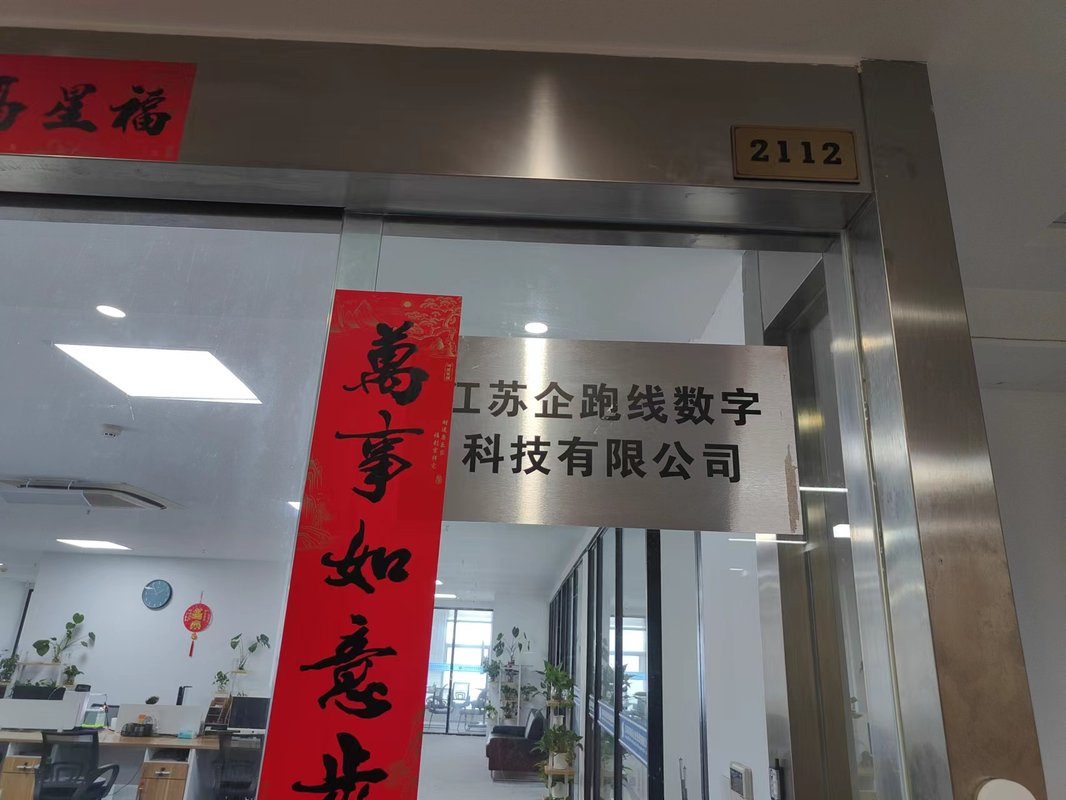 星福
2112
江苏企跑线数字
科技有限公司
萬事如意步